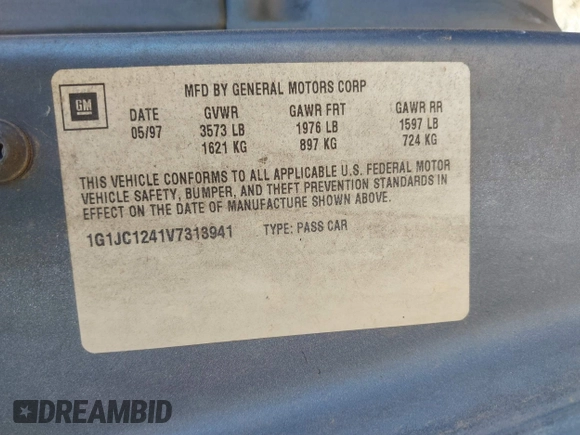 MFD BY GENERAL MOTORS CORP
GM
DATE GVWR GAWR FRT GAWR RR
05/97 3573 LB 1976 LB 1597 LB
1621 KG 897 KG 724 KG
THIS VEHICLE CONFORMS TO ALL APPLICABLE U.S. FEDERAL MOTOR
VEHICLE SAFETY, BUMPER, AND THEFT PREVENTION STANDARDS IN
EFFECT ON THE DATE OF MANUFACTURE SHOWN ABOVE.
1G1JC1241V7313941 TYPE: PASS CAR
DREAMBID